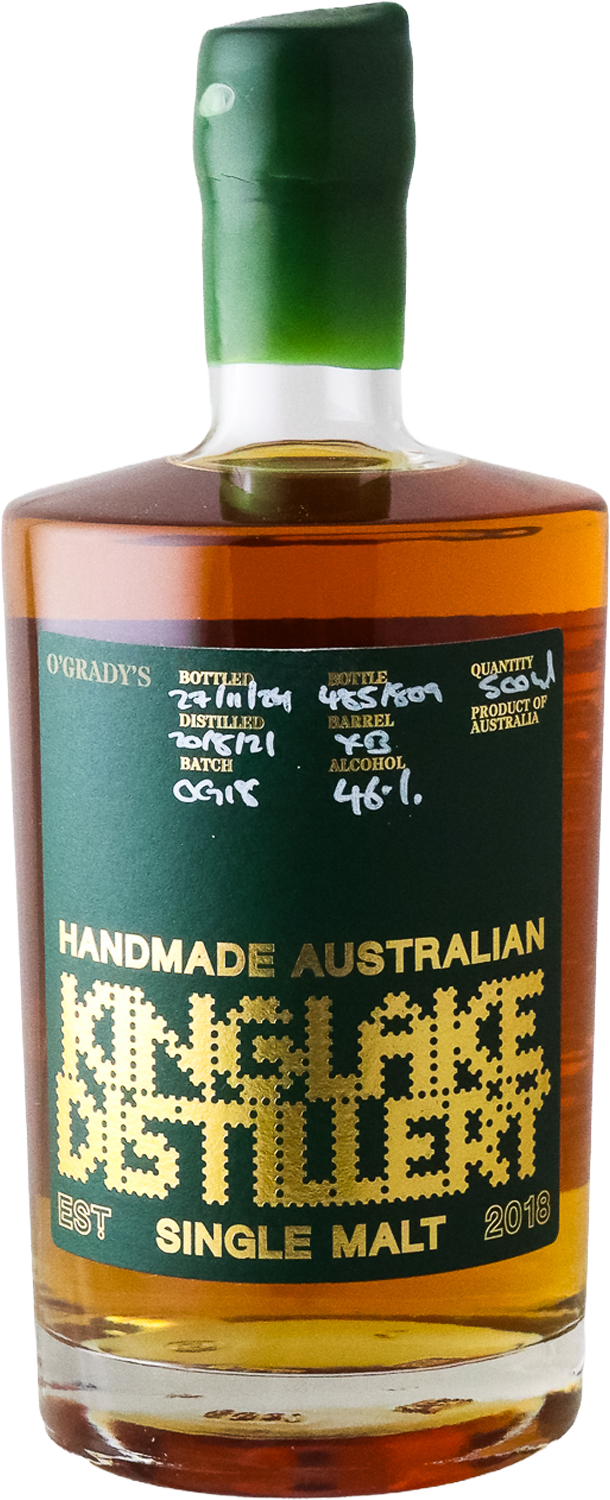 O'GRADY'S
BOTTLED
27/11/24
DISTILLED
20/8/21
BATCH
OG18
BOTTLE
485/809
BARREL
XB
ALCOHOL
46%
QUANTITY
500ml
PRODUCT OF
AUSTRALIA
HANDMADE AUSTRALIAN
KINGLAKE
DISTILLERY
EST 2018
SINGLE MALT